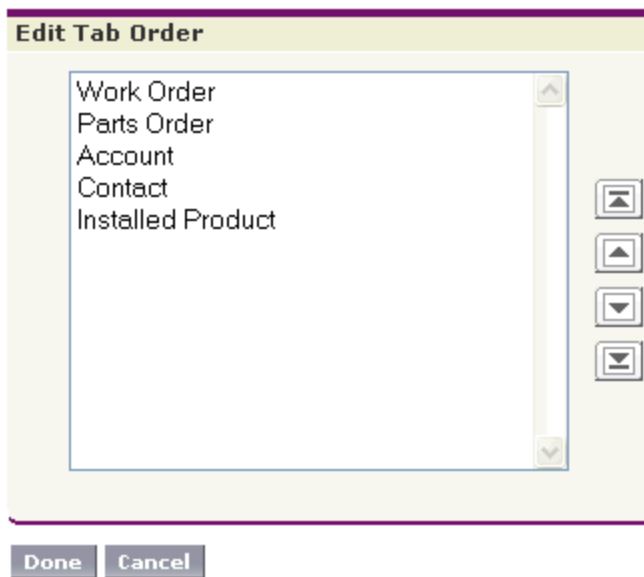 Edit Tab Order
Work Order
Parts Order
Account
Contact
Installed Product
Done Cancel